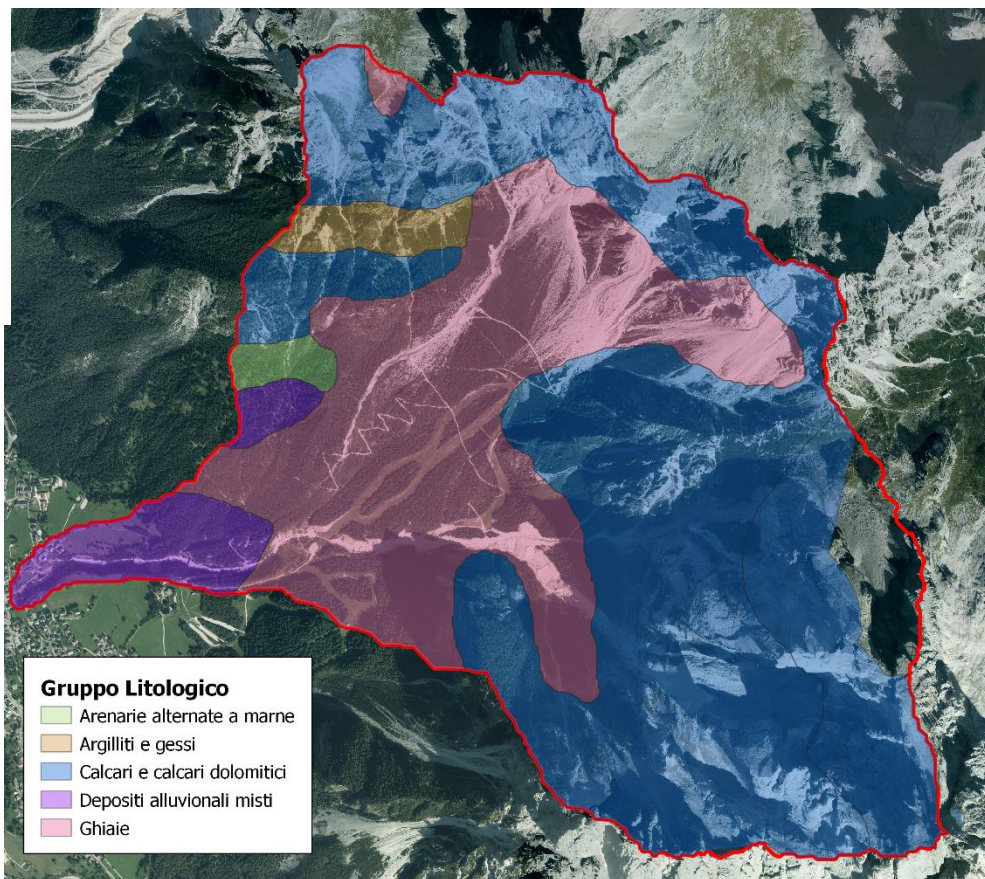 Gruppo Litologico
Arenarie alternate a marne
Argilliti e gessi
Calcari e calcari dolomitici
Depositi alluvionali misti
Ghiaie